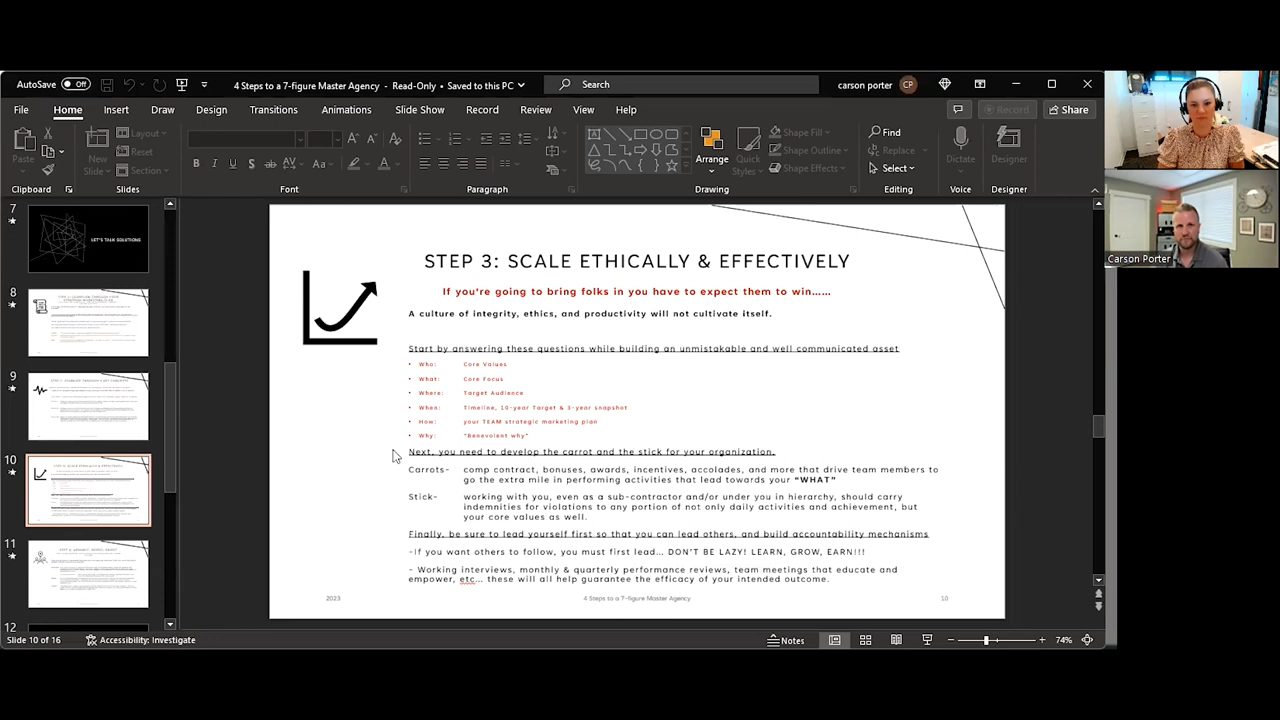 AutoSave Off 4 Steps to a 7-figure Master Agency - Read-Only • Saved to this PC Search carson porter CP
File Home Insert Draw Design Transitions Animations Slide Show Record Review View Help Record Share
Paste New Slide Layout Reset Section Arrange Quick Styles Shape Fill Shape Outline Shape Effects Find Replace Select Dictate Designer
B I U S ab AV Aa A
Clipboard Slides Font Paragraph Drawing Editing Voice Designer
7
LET'S TALK SOLUTIONS
8
9
10
11
12
STEP 3: SCALE ETHICALLY & EFFECTIVELY
If you're going to bring folks in you have to expect them to win……
A culture of integrity, ethics, and productivity will not cultivate itself.
Start by answering these questions while building an unmistakable and well communicated asset
• Who: Core Values
• What: Core Focus
• Where: Target Audience
• When: Timeline, 10-year Target & 3-year snapshot
• How: your TEAM strategic marketing plan
• Why: "Benevolent why"
Next, you need to develop the carrot and the stick for your organization.
Carrots– comp contract, bonuses, awards, incentives, accolades, and more that drive team members to
go the extra mile in performing activities that lead towards your "WHAT"
Stick– working with you, even as a sub-contractor and/or under you in hierarchy, should carry
indemnities for violations to any portion of not only daily activities and achievement, but
your core values as well.
Finally, be sure to lead yourself first so that you can lead others, and build accountability mechanisms
–If you want others to follow, you must first lead… DON'T BE LAZY! LEARN, GROW, EARN!!!
– Working interviews, monthly & quarterly performance reviews, team meetings that educate and
empower, etc… these will all help guarantee the efficacy of your intended outcome.
2023 4 Steps to a 7-figure Master Agency 10
Slide 10 of 16 Accessibility: Investigate Notes 74%
Carson Porter